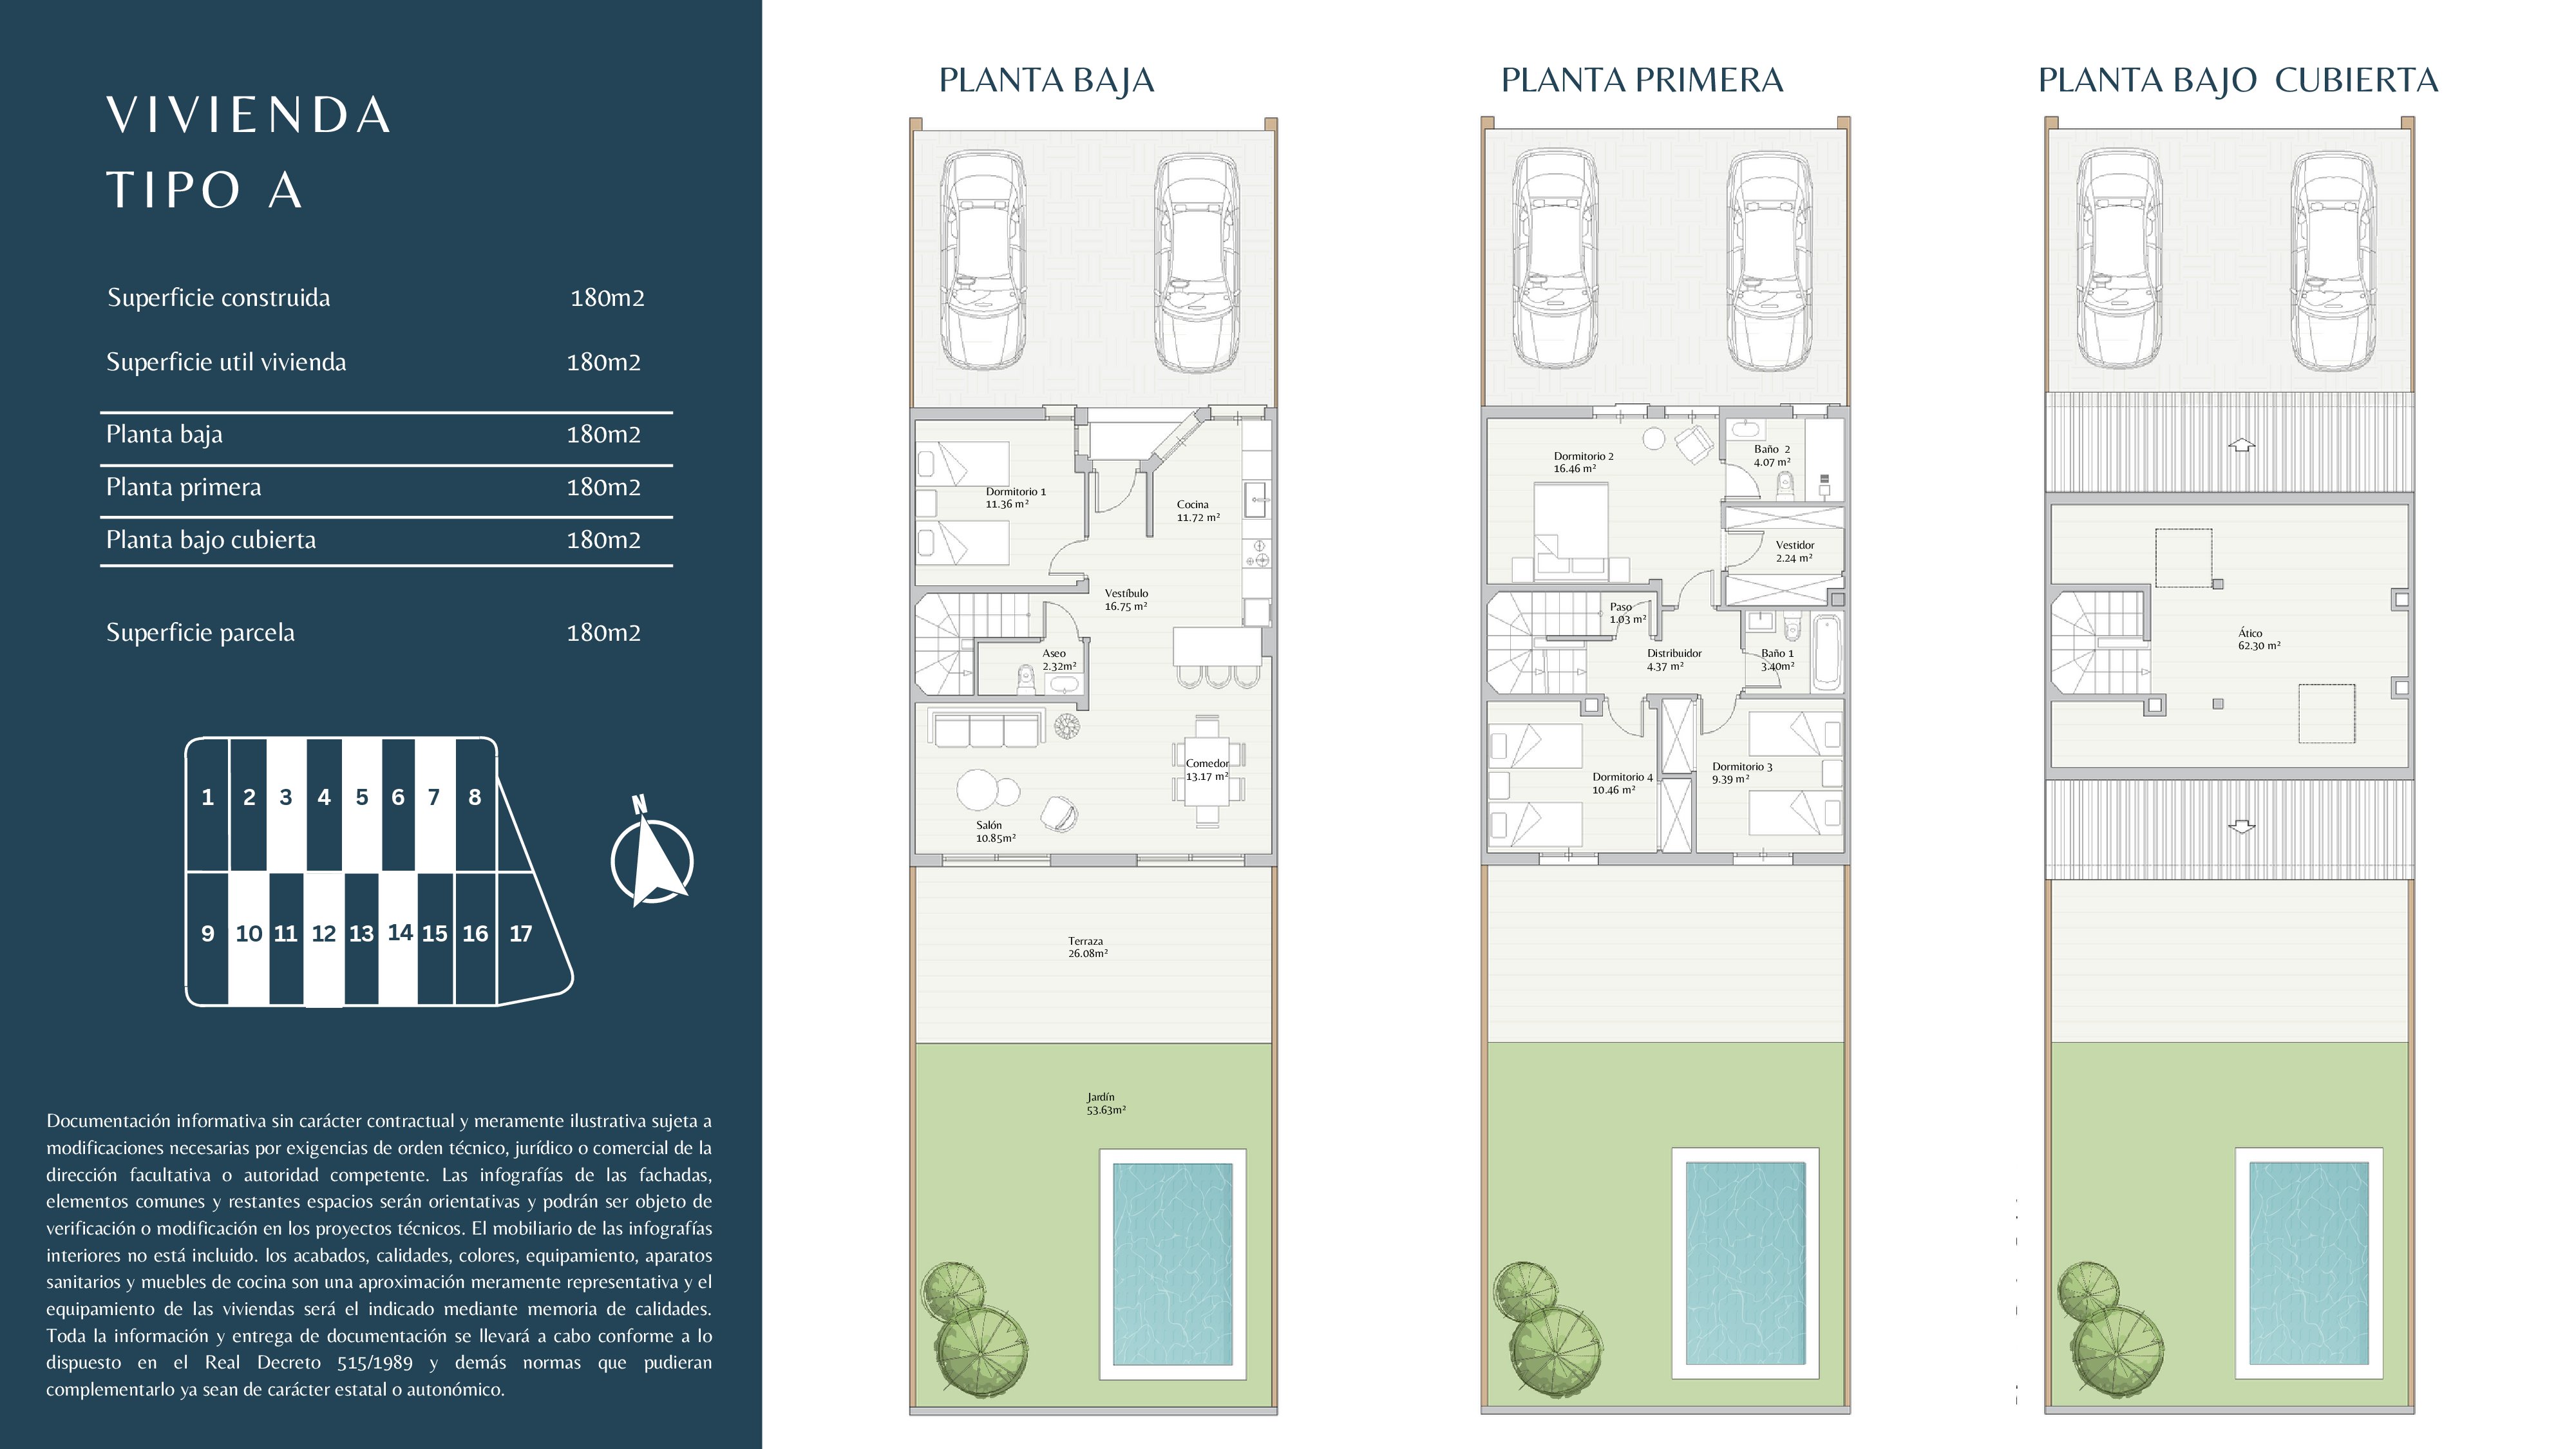 VIVIENDA
TIPO A
Superficie construida 180m2
Superficie util vivienda 180m2
Planta baja 180m2
Planta primera 180m2
Planta bajo cubierta 180m2
Superficie parcela 180m2
1 2 3 4 5 6 7 8
N
9 10 11 12 13 14 15 16 17
Documentación informativa sin carácter contractual y meramente ilustrativa sujeta a
modificaciones necesarias por exigencias de orden técnico, jurídico o comercial de la
dirección facultativa o autoridad competente. Las infografías de las fachadas,
elementos comunes y restantes espacios serán orientativas y podrán ser objeto de
verificación o modificación en los proyectos técnicos. El mobiliario de las infografías
interiores no está incluido. los acabados, calidades, colores, equipamiento, aparatos
sanitarios y muebles de cocina son una aproximación meramente representativa y el
equipamiento de las viviendas será el indicado mediante memoria de calidades.
Toda la información y entrega de documentación se llevará a cabo conforme a lo
dispuesto en el Real Decreto 515/1989 y demás normas que pudieran
complementarlo ya sean de carácter estatal o autonómico.
PLANTA BAJA
Dormitorio 1
11.36 m²
Cocina
11.72 m²
Vestíbulo
16.75 m²
Aseo
2.32m²
Comedor
13.17 m²
Salón
10.85m²
Terraza
26.08m²
Jardín
53.63m²
PLANTA PRIMERA
Dormitorio 2
16.46 m²
Baño 2
4.07 m²
Vestidor
2.24 m²
Paso
1.03 m²
Distribuidor
4.37 m²
Baño 1
3.40m²
Dormitorio 4
10.46 m²
Dormitorio 3
9.39 m²
PLANTA BAJO CUBIERTA
Ático
62.30 m²